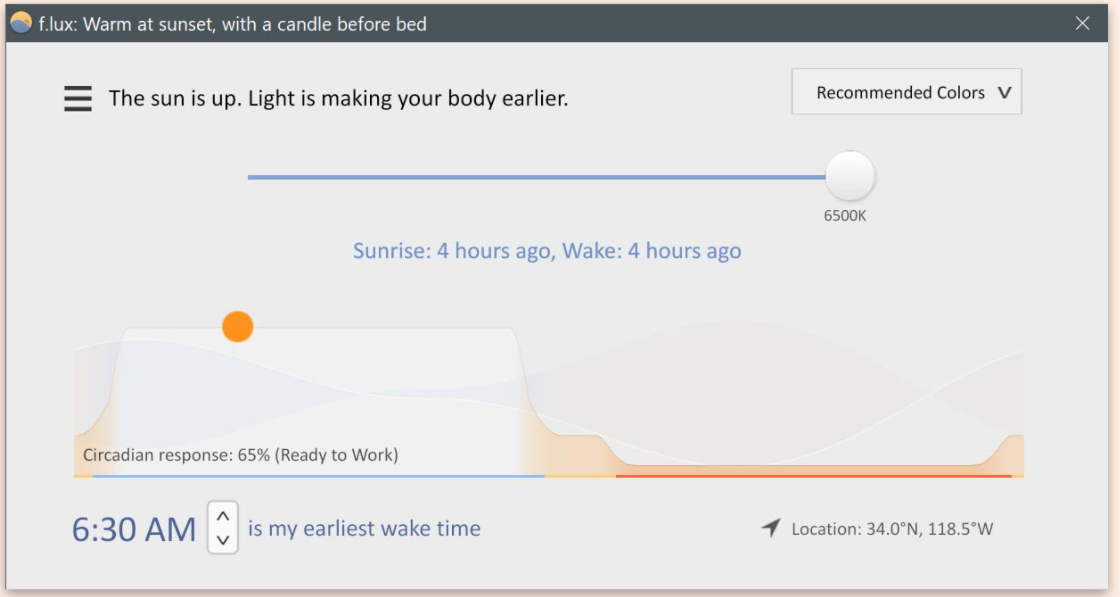 f.lux: Warm at sunset, with a candle before bed
The sun is up. Light is making your body earlier.
Recommended Colors
6500K
Sunrise: 4 hours ago, Wake: 4 hours ago
Circadian response: 65% (Ready to Work)
6:30 AM is my earliest wake time
Location: 34.0°N, 118.5°W